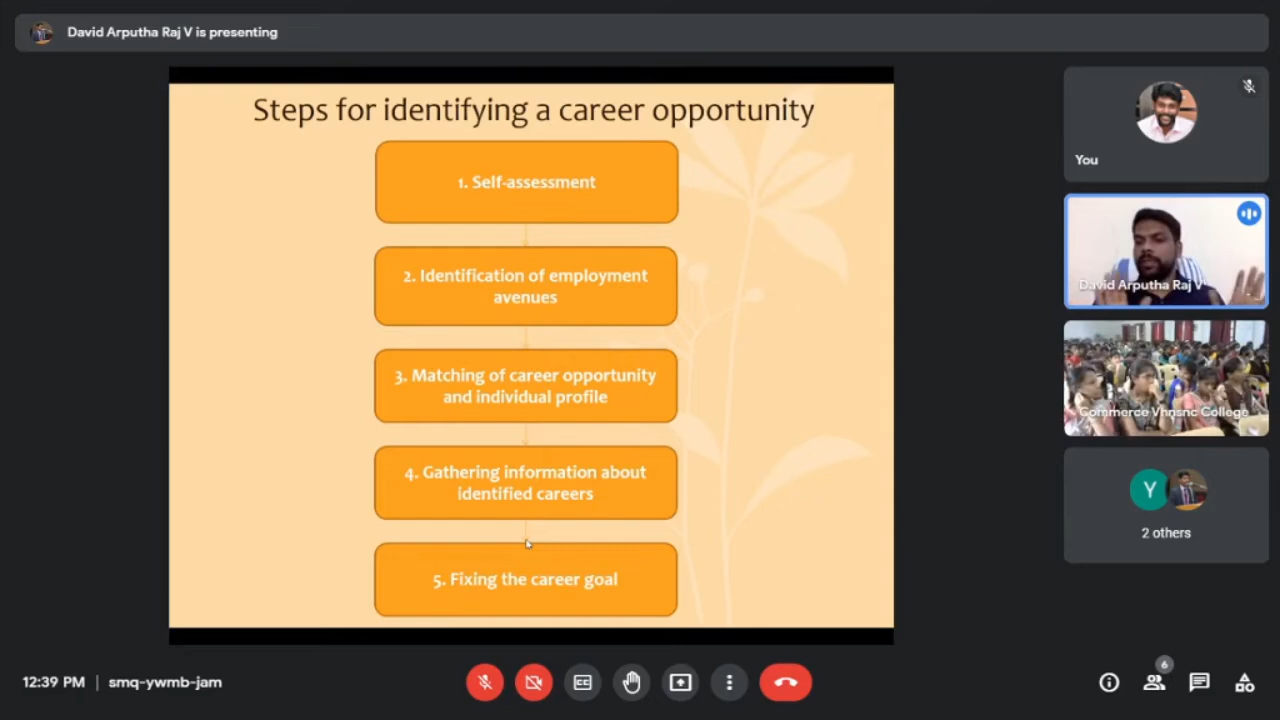 David Arputha Raj V is presenting
Steps for identifying a career opportunity
1. Self-assessment
2. Identification of employment
avenues
3. Matching of career opportunity
and individual profile
4. Gathering information about
identified careers
5. Fixing the career goal
You
David Arputha Raj V
Commerce Vhnsnc College
Y
2 others
12:39 PM | smq-ywmb-jam
CC
6